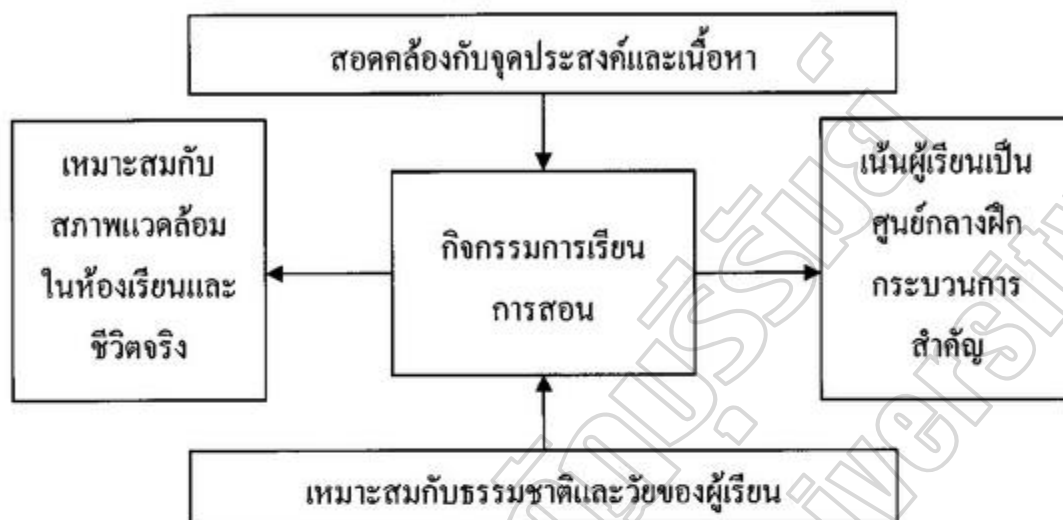 สอดคล้องกับจุดประสงค์และเนื้อหา
เหมาะสมกับ
สภาพแวดล้อม
ในห้องเรียนและ
ชีวิตจริง
กิจกรรมการเรียน
การสอน
เน้นผู้เรียนเป็น
ศูนย์กลางฝึก
กระบวนการ
สำคัญ
เหมาะสมกับธรรมชาติและวัยของผู้เรียน